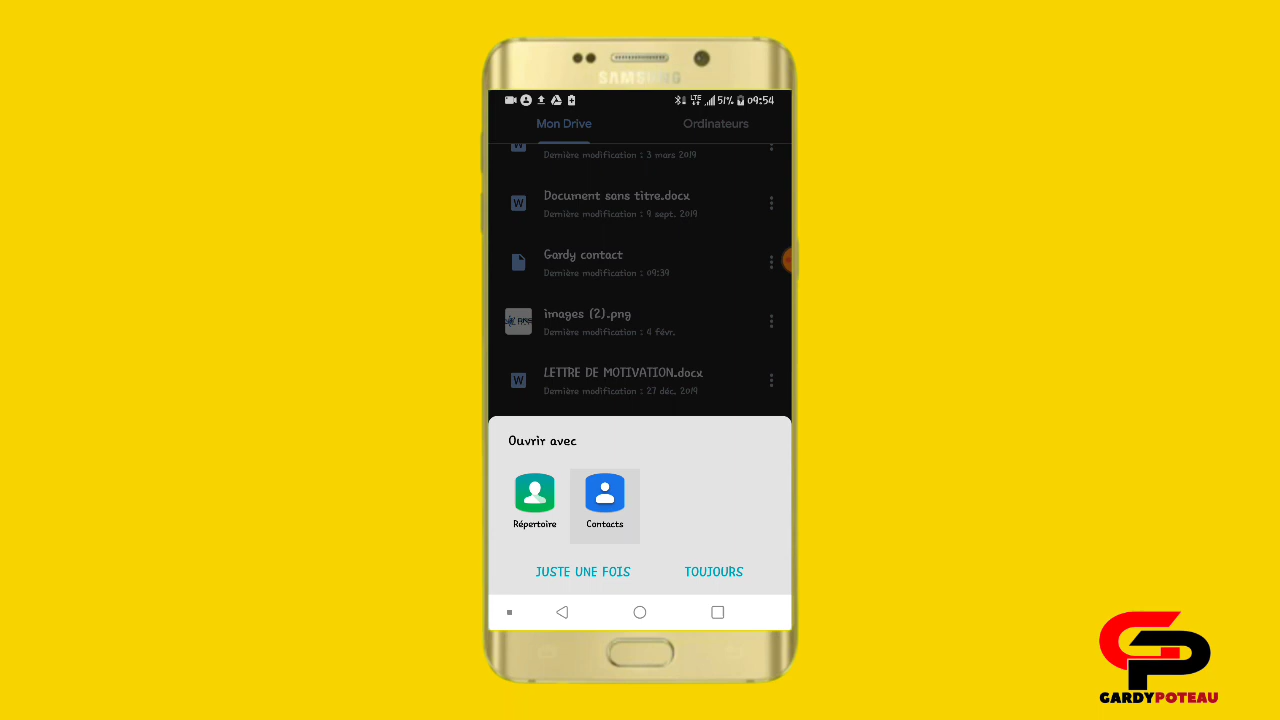 SAMSUNG
LTE 51% 09:54
Mon Drive Ordinateurs
Dernière modification : 3 mars 2019
W Document sans titre.docx
Dernière modification : 9 sept. 2019
Gardy contact
Dernière modification : 09:39
images (2).png
Dernière modification : 4 févr.
W LETTRE DE MOTIVATION.docx
Dernière modification : 27 déc. 2019
Ouvrir avec
Répertoire Contacts
JUSTE UNE FOIS TOUJOURS
GP
GARDYPOTEAU